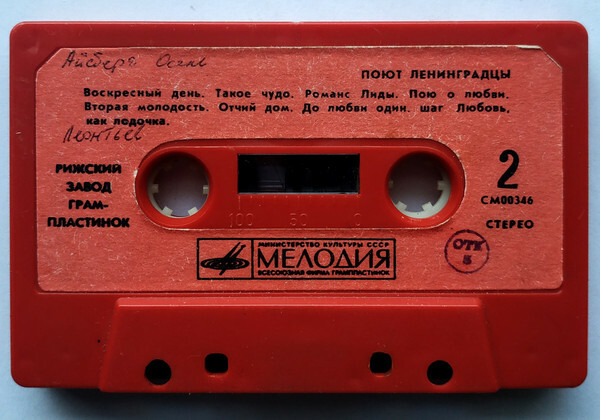 Айсберг Осень
ПОЮТ ЛЕНИНГРАДЦЫ
Воскресный день. Такое чудо. Романс Лиды. Пою о любви.
Вторая молодость. Отчий дом. До любви один. шаг Любовь,
как лодочка.
Леонтьев
РИЖСКИЙ
ЗАВОД
ГРАМ-
ПЛАСТИНОК
2
СМ00346
СТЕРЕО
100 50 0
МИНИСТЕРСТВО КУЛЬТУРЫ СССР
МЕЛОДИЯ
ВСЕСОЮЗНАЯ ФИРМА ГРАМПЛАСТИНОК
ОТК
5